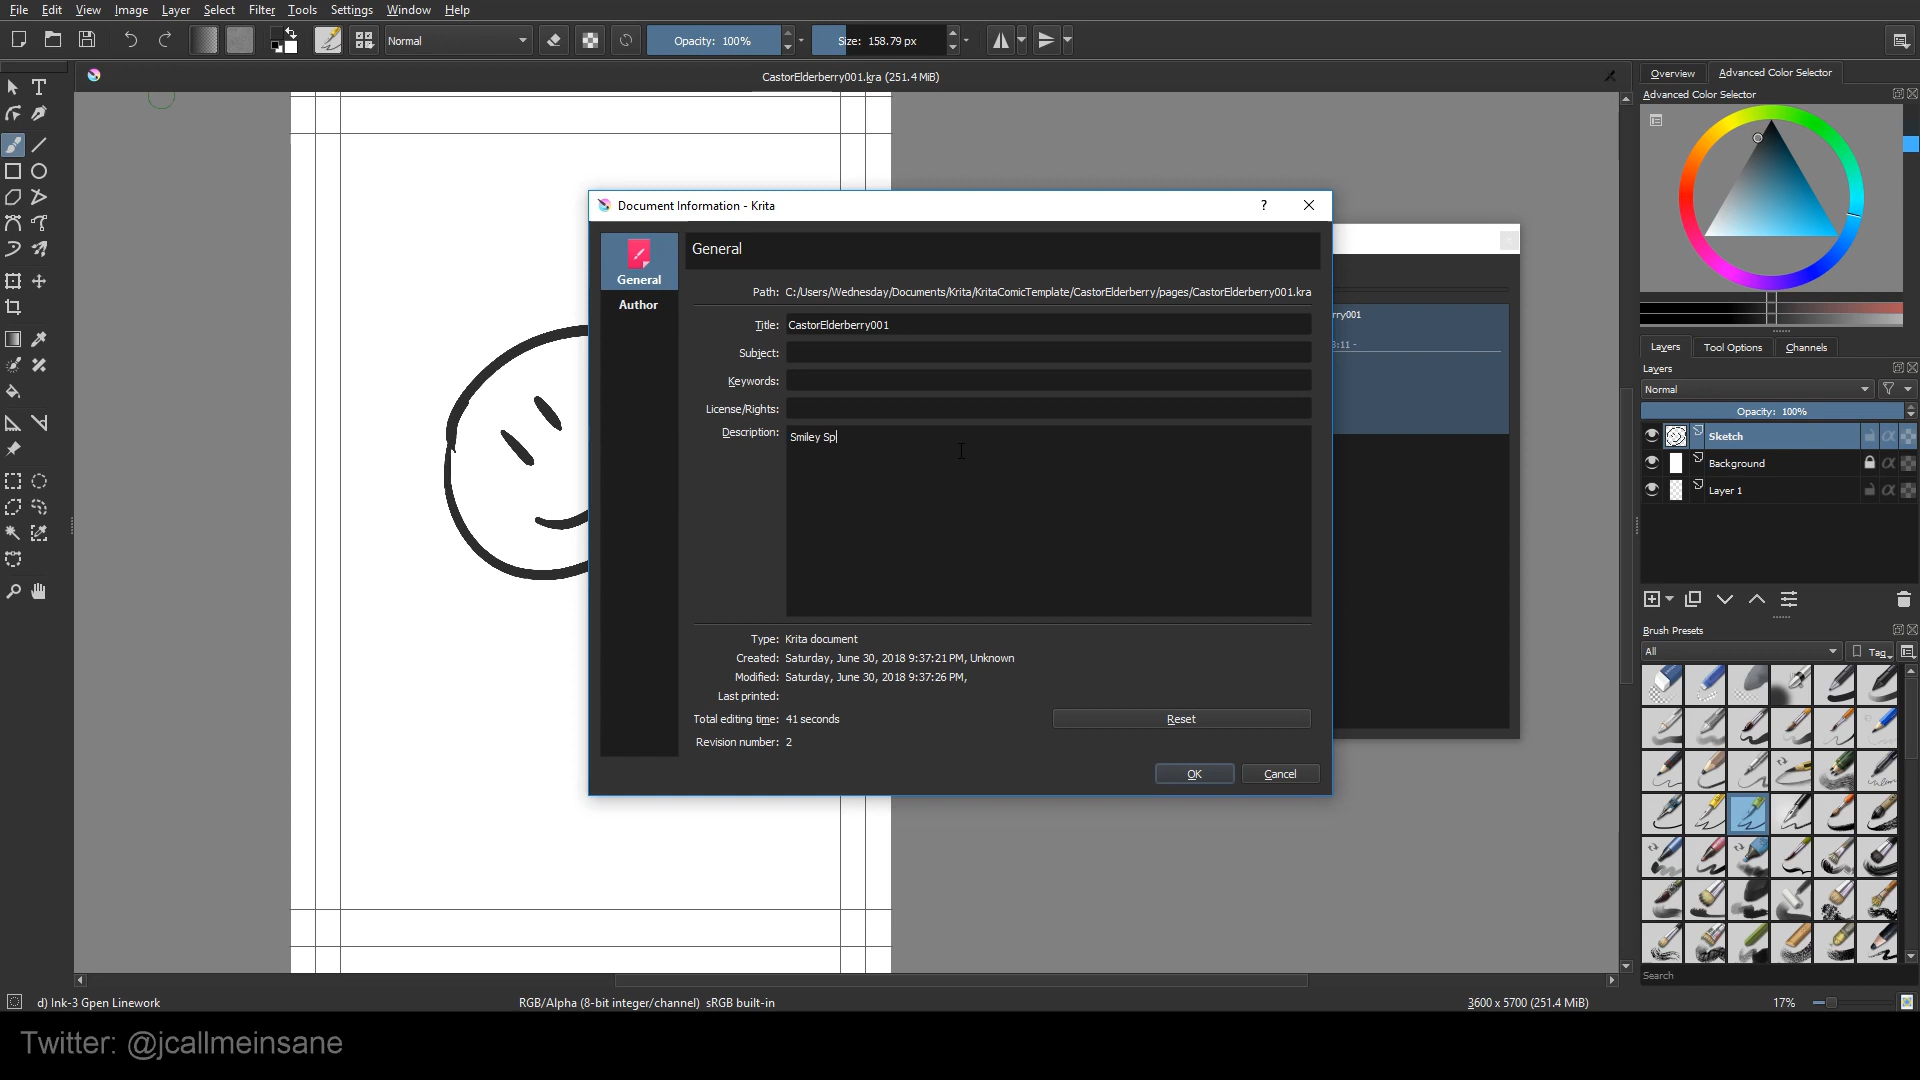 File Edit View Image Layer Select Filter Tools Settings Window Help
Normal Opacity: 100% Size: 158.79 px
CastorElderberry001.kra (251.4 MiB)
Overview Advanced Color Selector
Advanced Color Selector
Document Information - Krita
General
General
Author
Path: C:/Users/Wednesday/Documents/Krita/KritaComicTemplate/CastorElderberry/pages/CastorElderberry001.kra
Title: CastorElderberry001
Subject:
Keywords:
License/Rights:
Description: Smiley Sp
Type: Krita document
Created: Saturday, June 30, 2018 9:37:21 PM, Unknown
Modified: Saturday, June 30, 2018 9:37:26 PM,
Last printed:
Total editing time: 41 seconds
Reset
Revision number: 2
OK Cancel
rry001
3:11 -
Layers Tool Options Channels
Layers
Normal
Opacity: 100%
Sketch
Background
Layer 1
Brush Presets
All Tag
Search
d) Ink-3 Gpen Linework RGB/Alpha (8-bit integer/channel) sRGB built-in 3600 x 5700 (251.4 MiB) 17%
Twitter: @jcallmeinsane